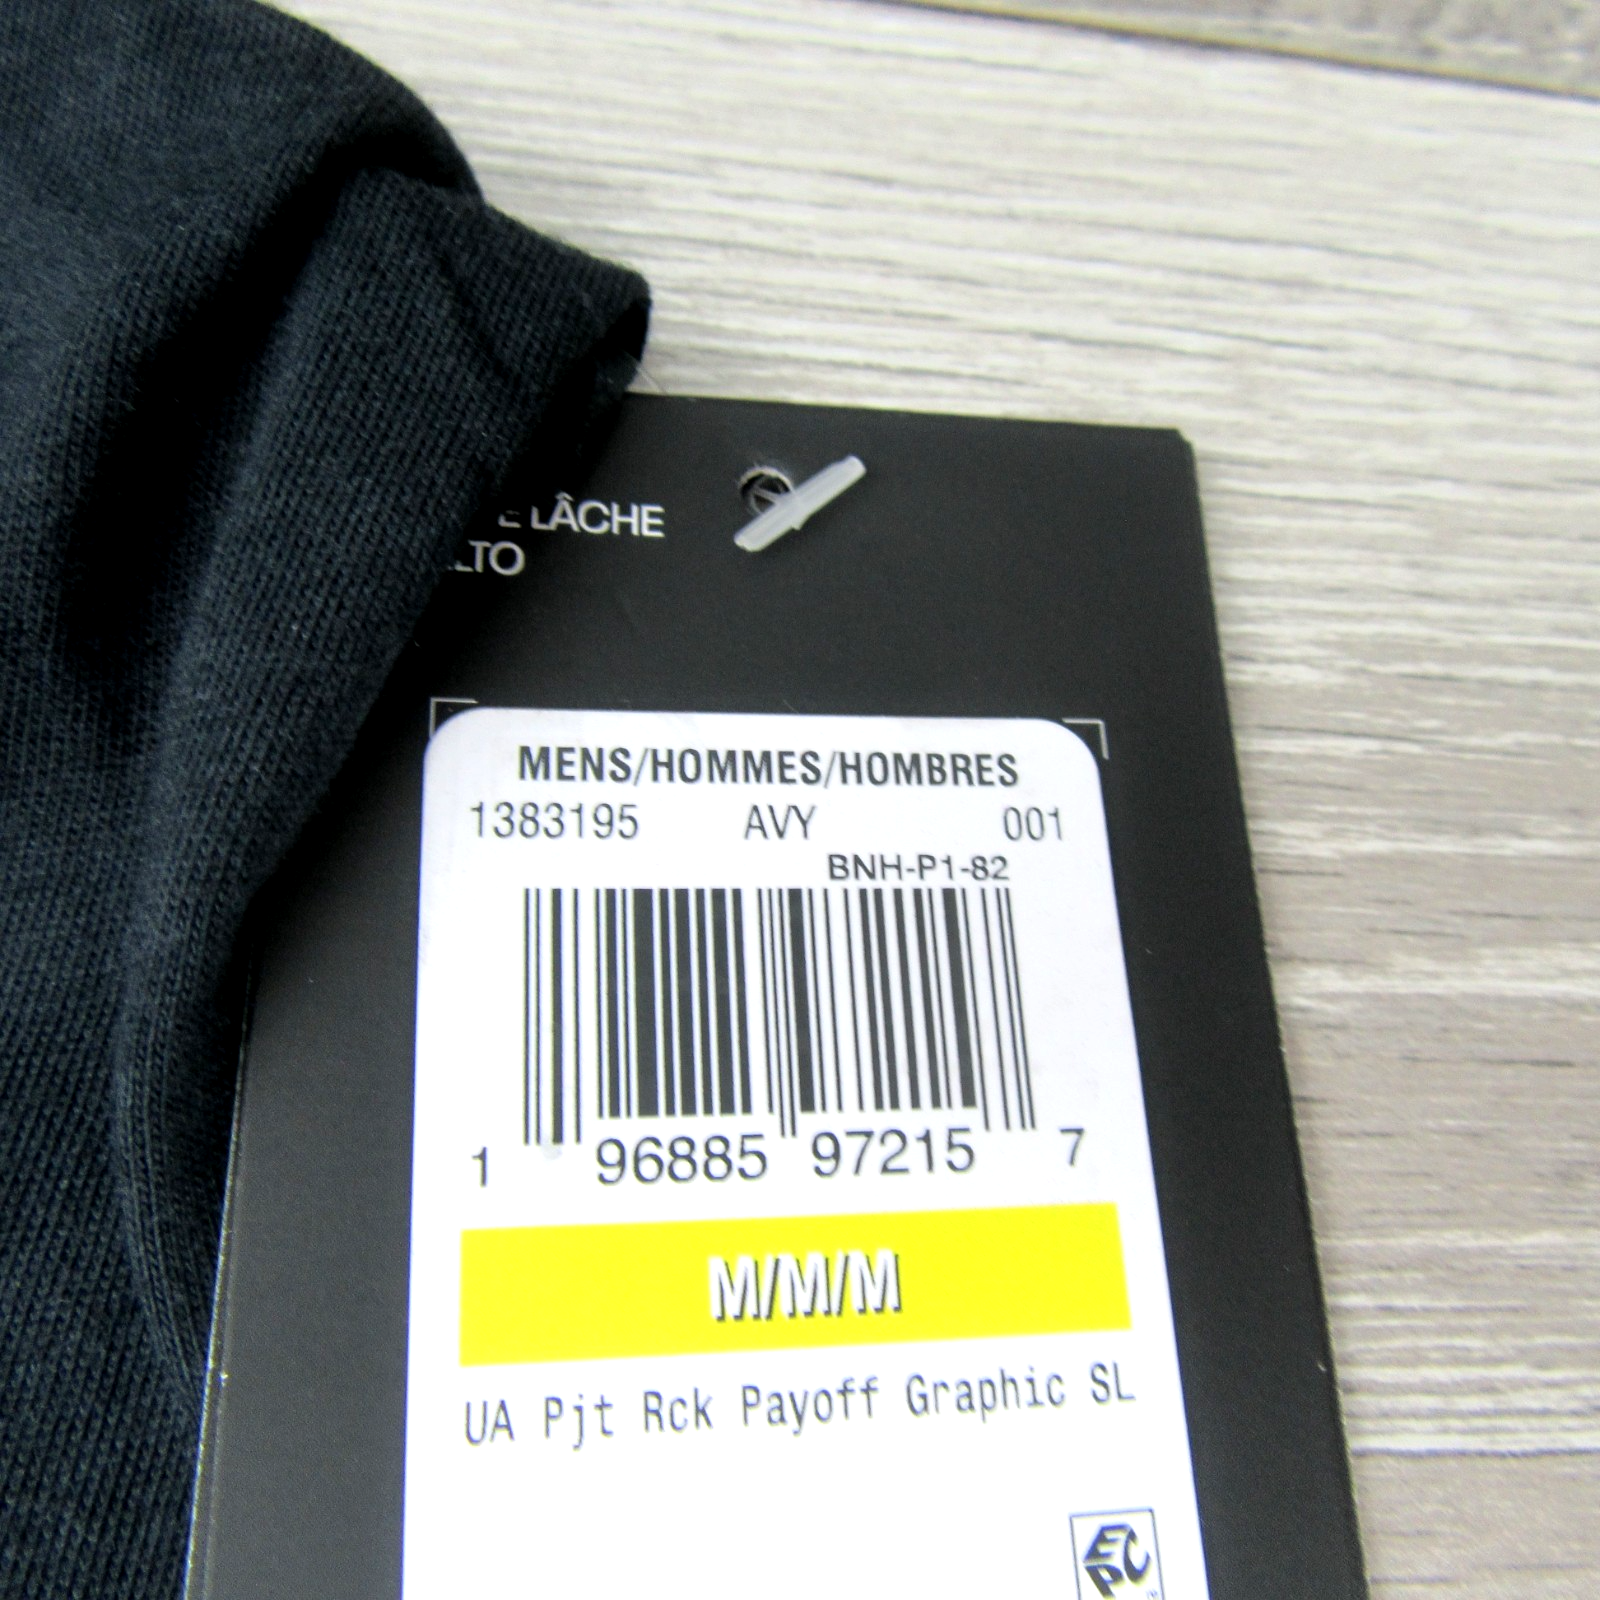 LÂCHE
MENS/HOMMES/HOMBRES
1383195 AVY 001
BNH-P1-82
1 96885 97215 7
M/M/M
UA Pjt Rck Payoff Graphic SL
EPC